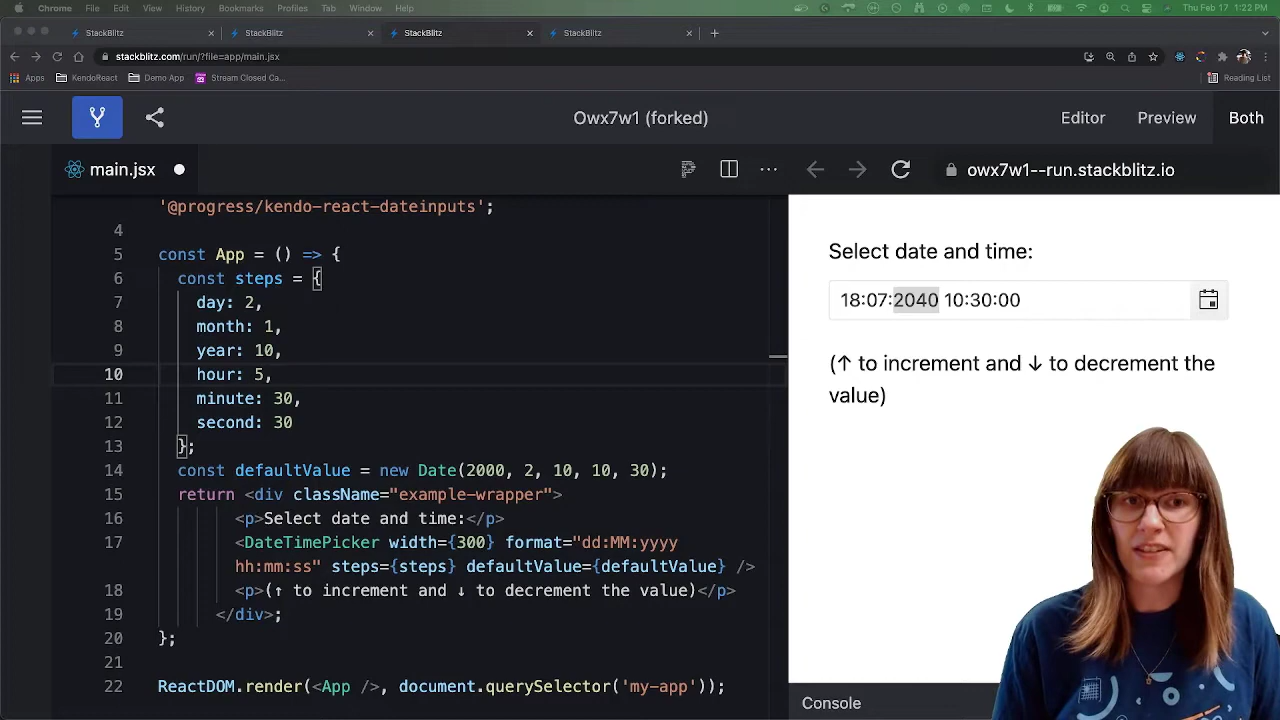 Chrome File Edit View History Bookmarks Profiles Tab Window Help Thu Feb 17 1:22 PM
StackBlitz × StackBlitz × StackBlitz × StackBlitz × +
stackblitz.com/run/?file=app/main.jsx
Apps KendoReact Demo App Stream Closed Ca... Reading List
Owx7w1 (forked) Editor Preview Both
main.jsx owx7w1--run.stackblitz.io
'@progress/kendo-react-dateinputs';
4
5 const App = () => {
6 const steps = {
7 day: 2,
8 month: 1,
9 year: 10,
10 hour: 5,
11 minute: 30,
12 second: 30
13 };
14 const defaultValue = new Date(2000, 2, 10, 10, 30);
15 return <div className="example-wrapper">
16 <p>Select date and time:</p>
17 <DateTimePicker width={300} format="dd:MM:yyyy
hh:mm:ss" steps={steps} defaultValue={defaultValue} />
18 <p>(↑ to increment and ↓ to decrement the value)</p>
19 </div>;
20 };
21
22 ReactDOM.render(<App />, document.querySelector('my-app'));
Select date and time:
18:07:2040 10:30:00
(↑ to increment and ↓ to decrement the
value)
Console